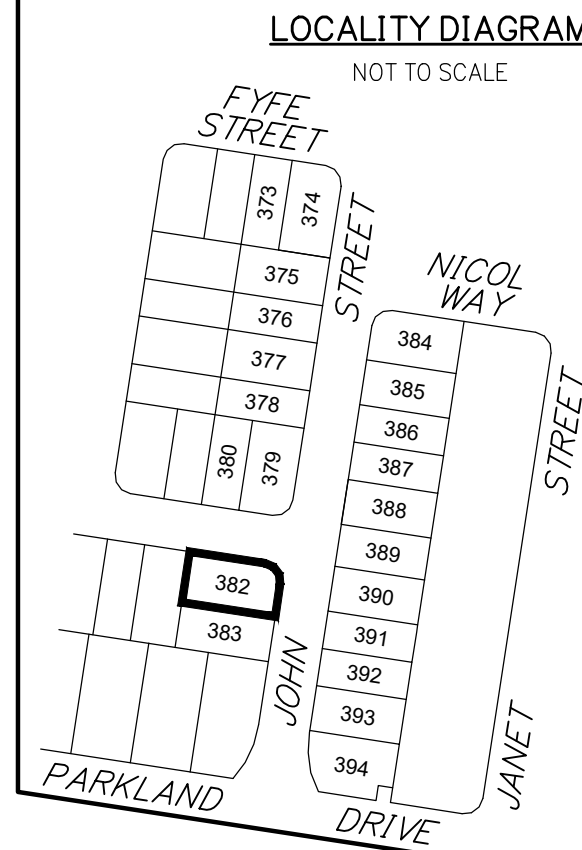 LOCALITY DIAGRAM
NOT TO SCALE
FYFE
STREET
373
374
375
376
377
378
380
379
STREET
NICOL
WAY
384
385
386
387
388
389
390
391
392
393
394
STREET
382
383
JOHN
JANET
PARKLAND
DRIVE